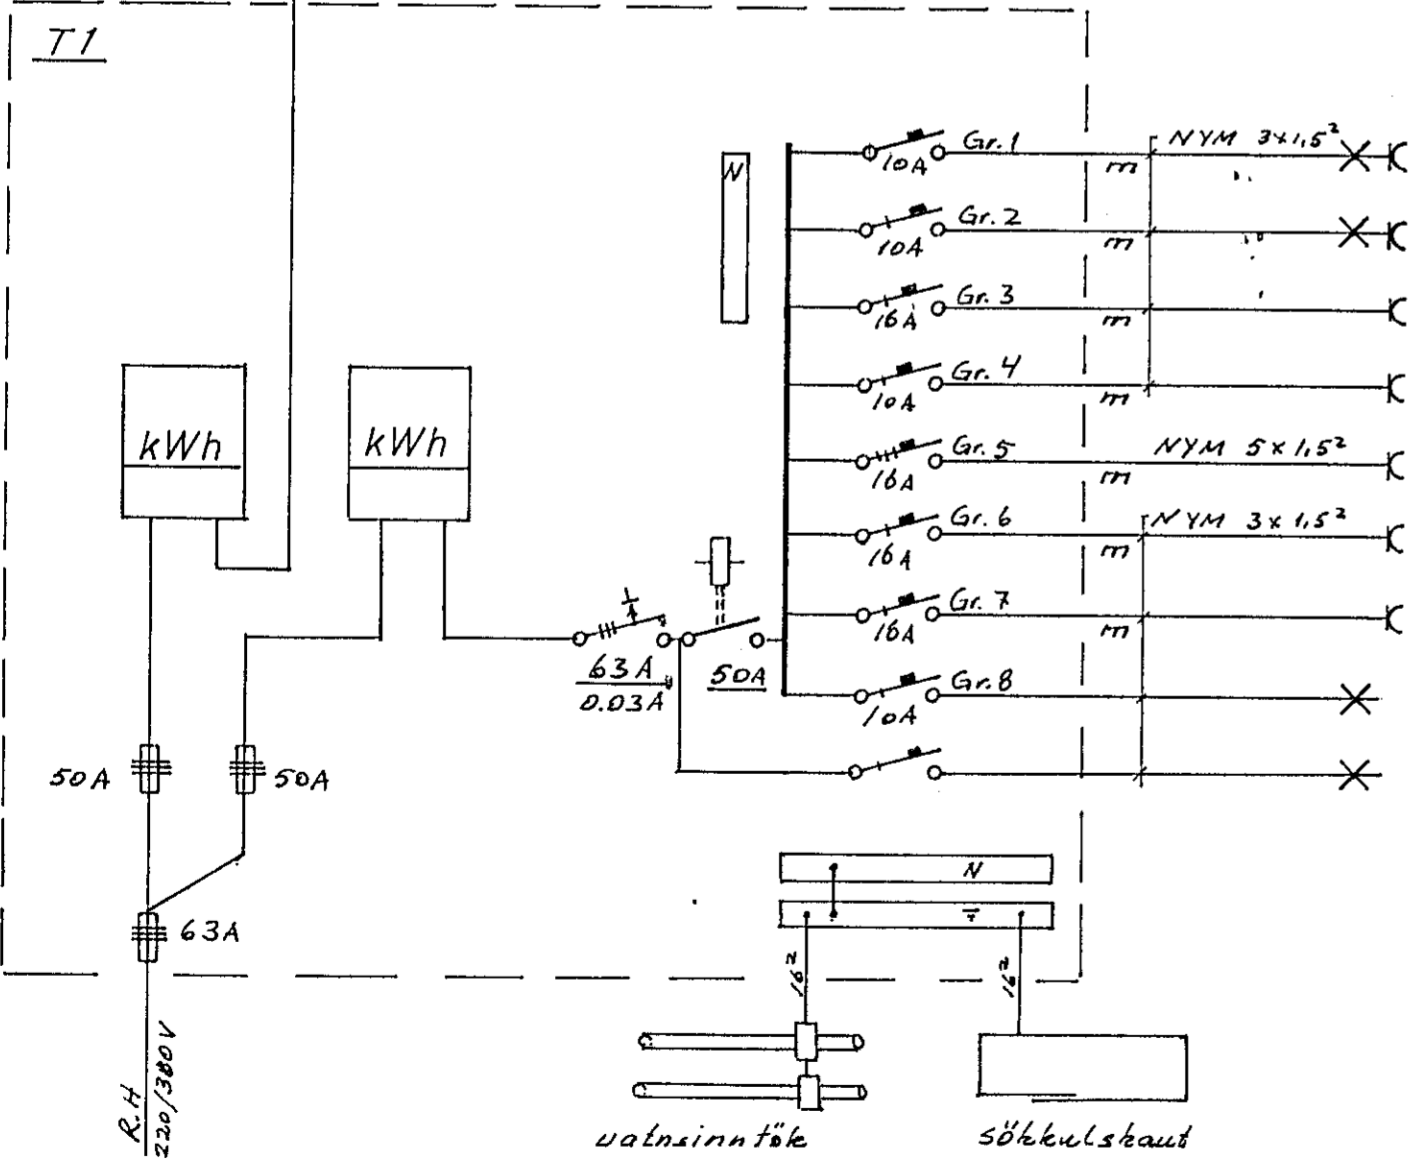 T1
N
10A
Gr.1
m
NYM 3x1,5²
10A
Gr.2
m
16A
Gr.3
m
10A
Gr.4
m
kWh
kWh
16A
Gr.5
m
NYM 5x1,5²
16A
Gr.6
m
NYM 3x1,5²
16A
Gr.7
m
63A
0.03A
50A
10A
Gr.8
50A
50A
N
63A
16²
16²
R.H
220/380V
vatnsinntök
sökkulskaut